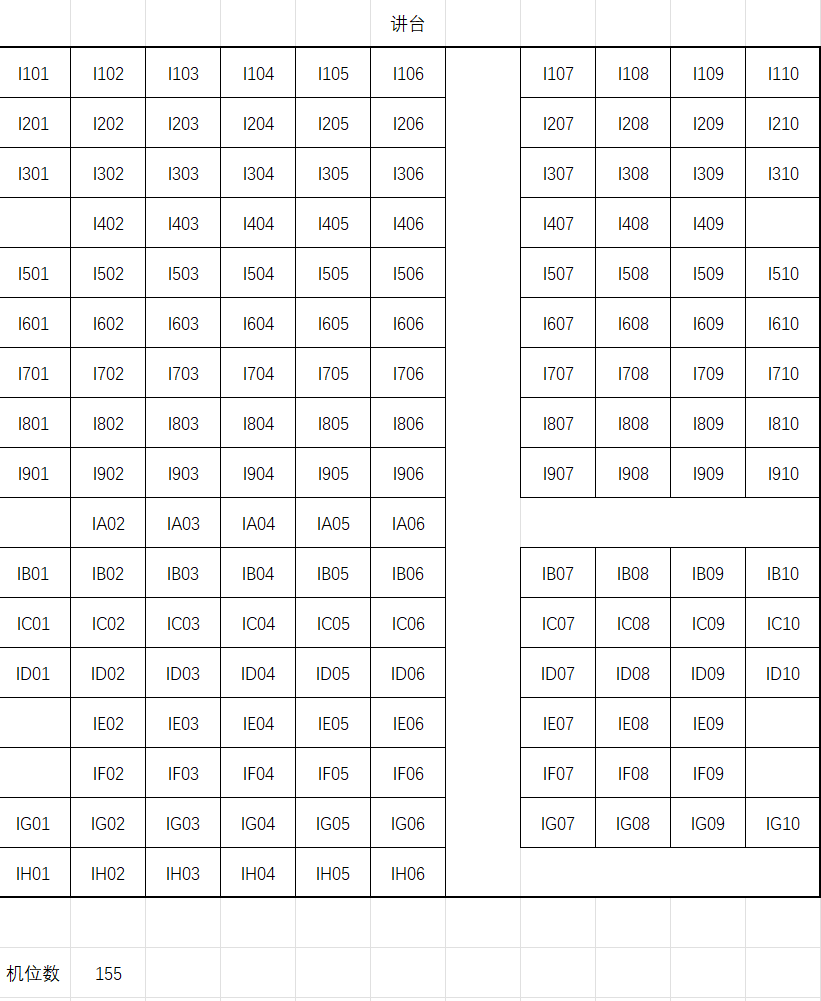 讲台
I101 I102 I103 I104 I105 I106 I107 I108 I109 I110
I201 I202 I203 I204 I205 I206 I207 I208 I209 I210
I301 I302 I303 I304 I305 I306 I307 I308 I309 I310
I402 I403 I404 I405 I406 I407 I408 I409
I501 I502 I503 I504 I505 I506 I507 I508 I509 I510
I601 I602 I603 I604 I605 I606 I607 I608 I609 I610
I701 I702 I703 I704 I705 I706 I707 I708 I709 I710
I801 I802 I803 I804 I805 I806 I807 I808 I809 I810
I901 I902 I903 I904 I905 I906 I907 I908 I909 I910
IA02 IA03 IA04 IA05 IA06
IB01 IB02 IB03 IB04 IB05 IB06 IB07 IB08 IB09 IB10
IC01 IC02 IC03 IC04 IC05 IC06 IC07 IC08 IC09 IC10
ID01 ID02 ID03 ID04 ID05 ID06 ID07 ID08 ID09 ID10
IE02 IE03 IE04 IE05 IE06 IE07 IE08 IE09
IF02 IF03 IF04 IF05 IF06 IF07 IF08 IF09
IG01 IG02 IG03 IG04 IG05 IG06 IG07 IG08 IG09 IG10
IH01 IH02 IH03 IH04 IH05 IH06
机位数 155